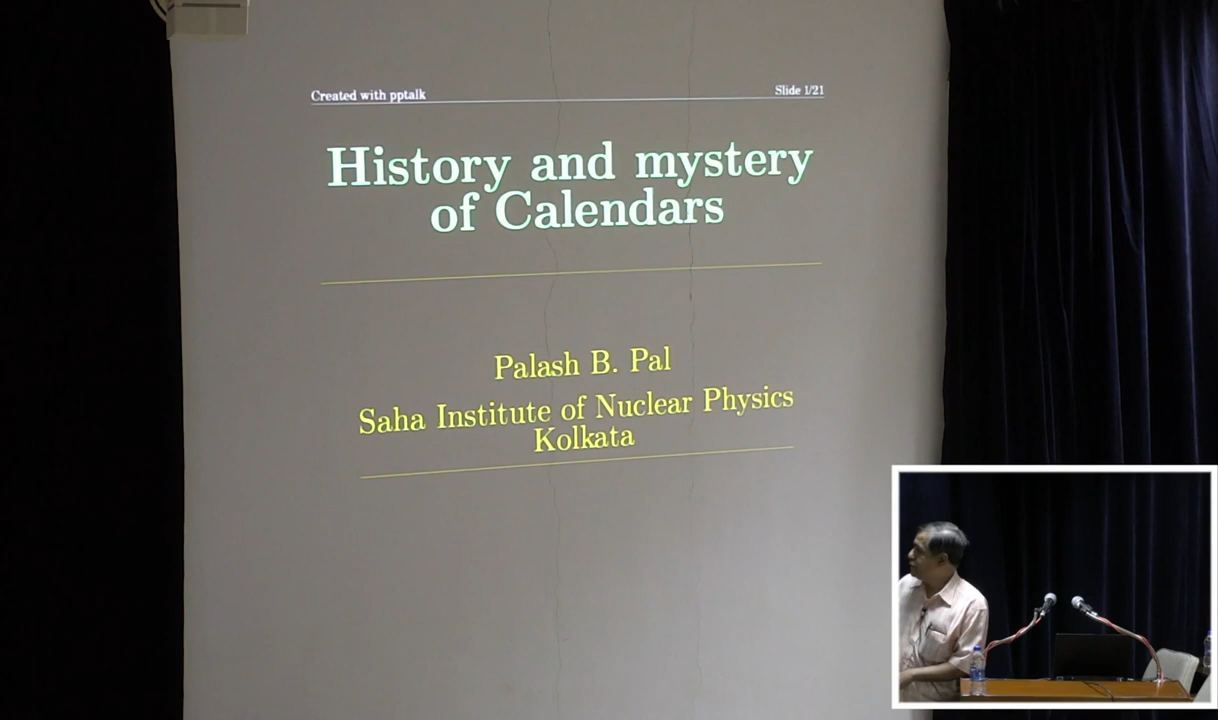 Created with pptalk
Slide 1/21
History and mystery
of Calendars
Palash B. Pal
Saha Institute of Nuclear Physics
Kolkata